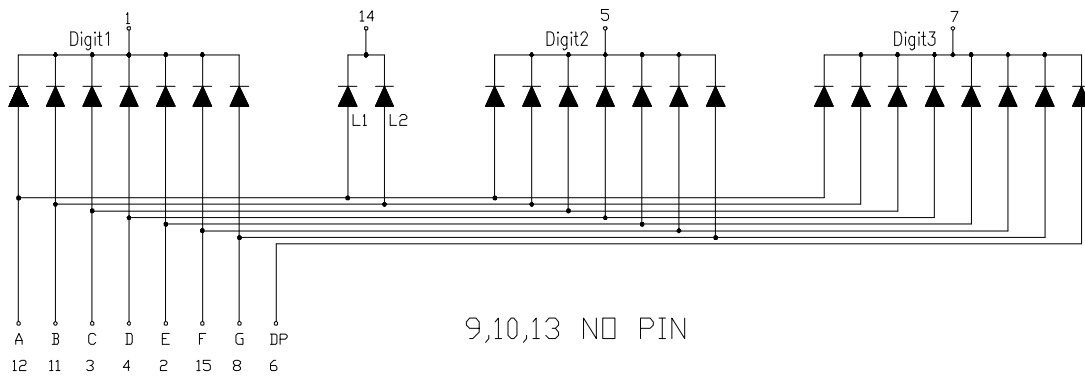 1 14 5 7
Digit1 Digit2 Digit3
L1 L2
A B C D E F G DP
9,10,13 NO PIN
12 11 3 4 2 15 8 6